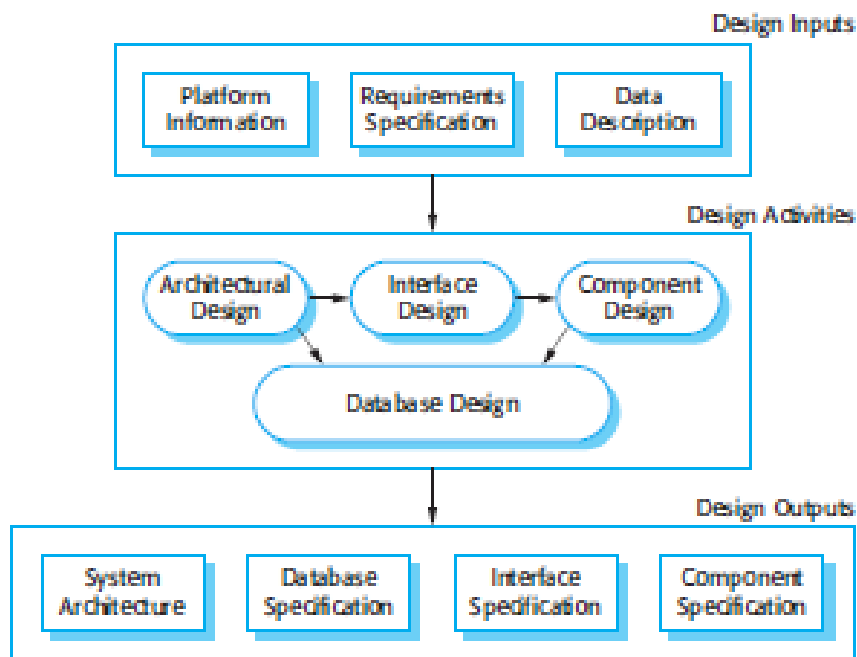 Design Inputs
Platform
Information
Requirements
Specification
Data
Description
Design Activities
Architectural
Design
Interface
Design
Component
Design
Database Design
Design Outputs
System
Architecture
Database
Specification
Interface
Specification
Component
Specification